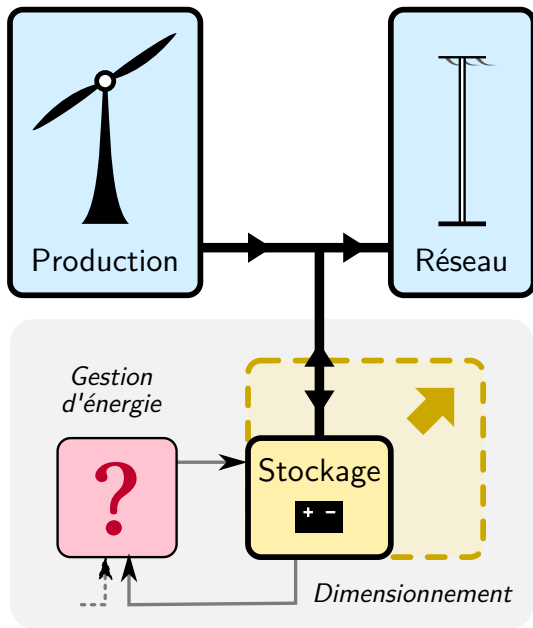 Production
Réseau
Gestion
d'énergie
?
Stockage
+ −
Dimensionnement